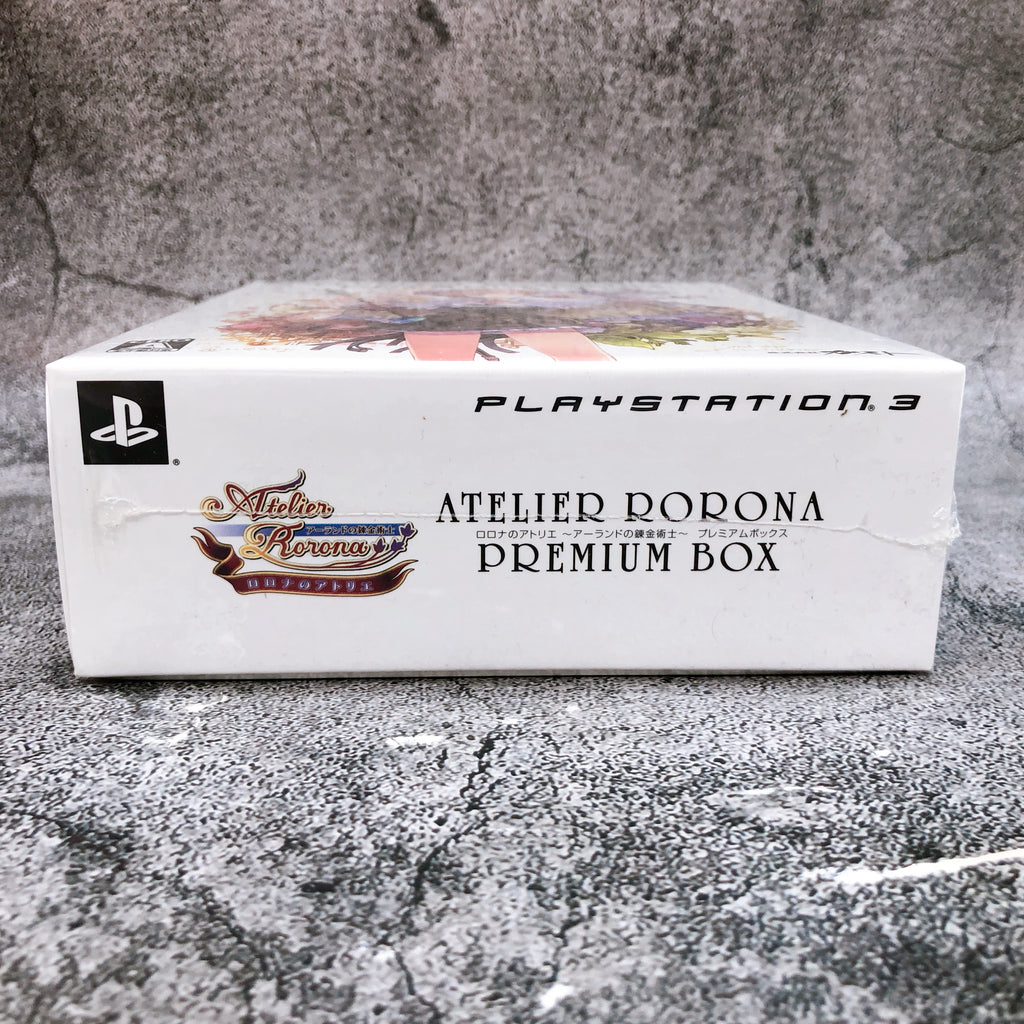 PLAYSTATION® 3
®
Atelier
アーランドの錬金術士
Rorona
ロロナのアトリエ
ATELIER RORONA
ロロナのアトリエ ～アーランドの錬金術士～ プレミアムボックス
PREMIUM BOX